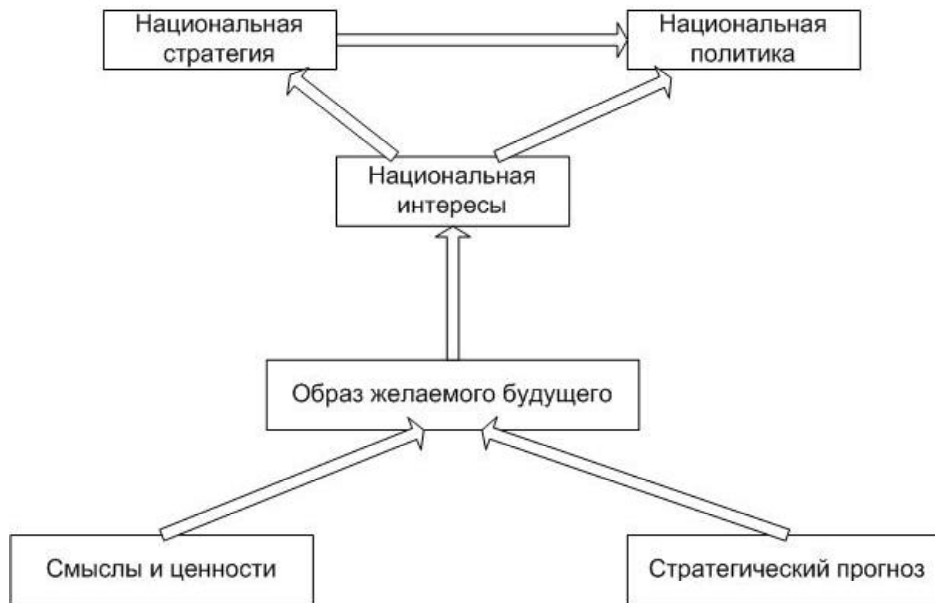 Национальная
стратегия
Национальная
политика
Национальная
интересы
Образ желаемого будущего
Смыслы и ценности
Стратегический прогноз